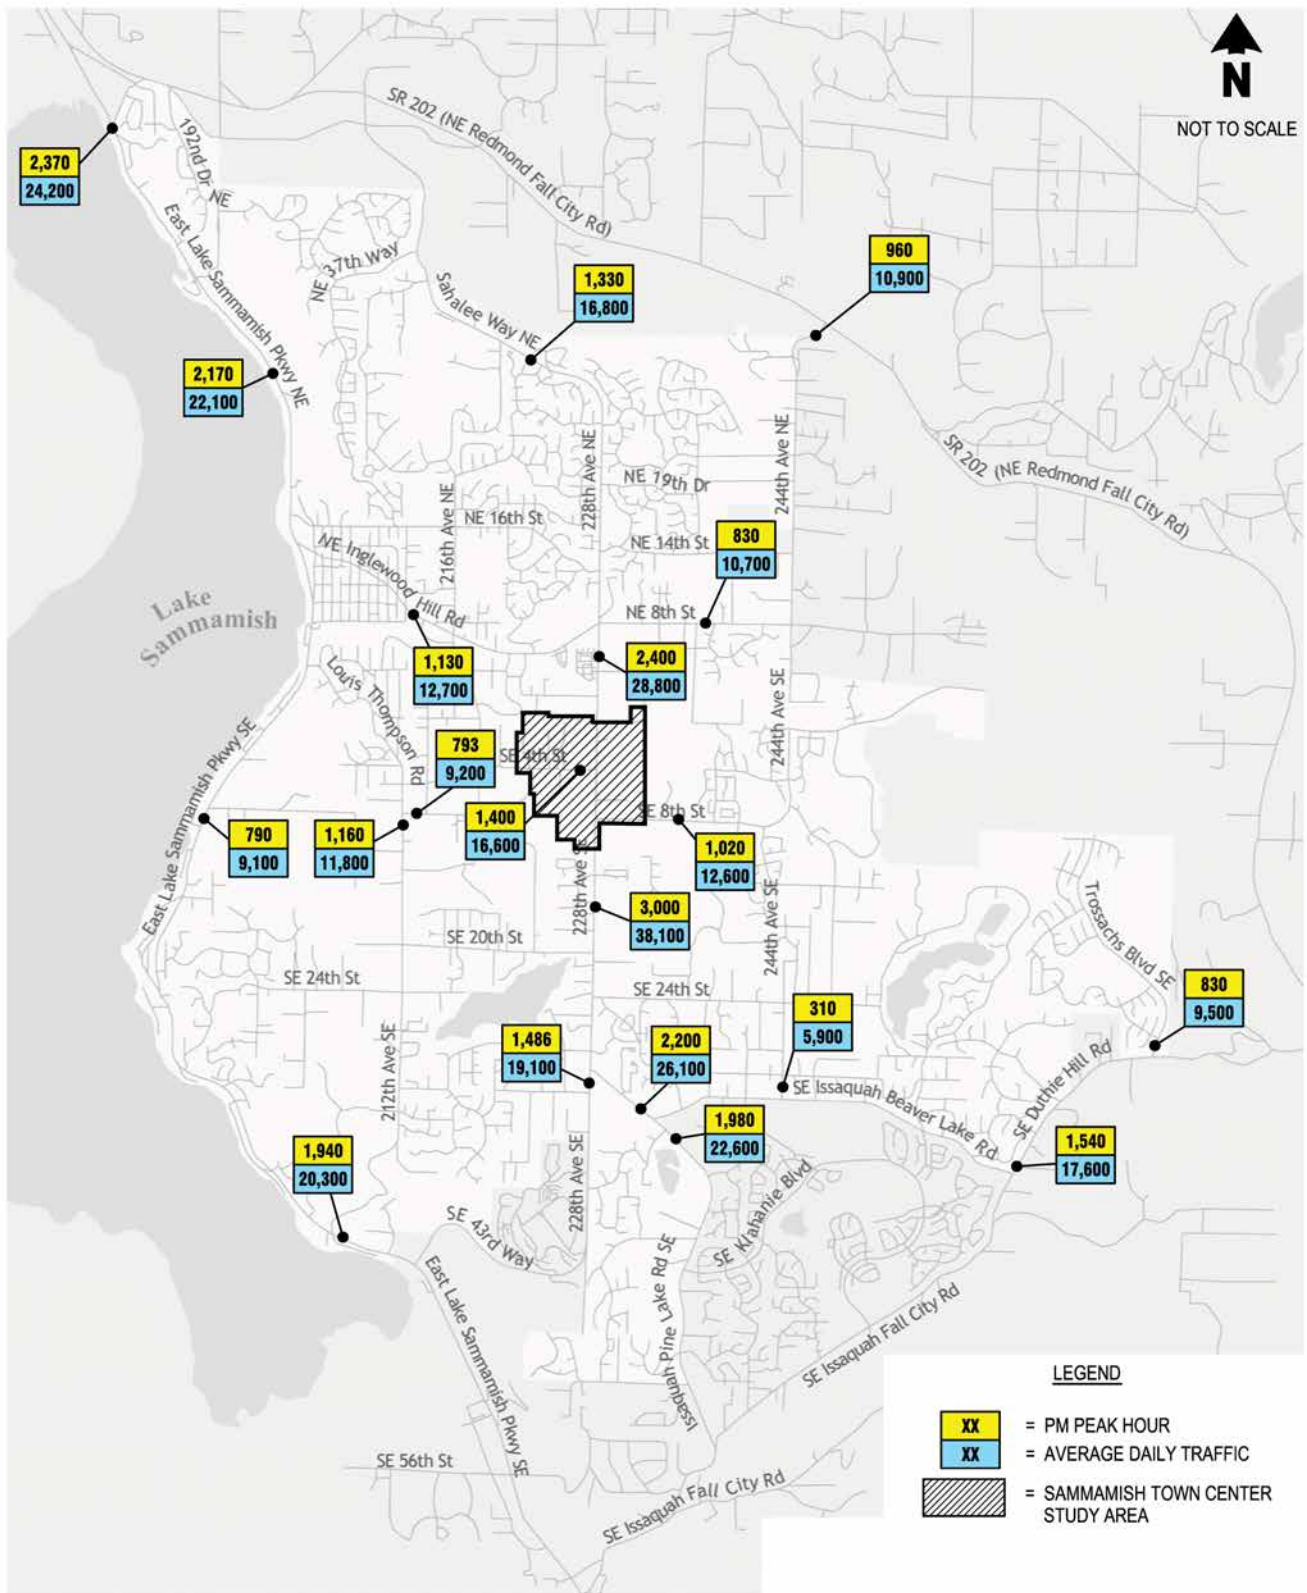 N
NOT TO SCALE
SR 202 (NE Redmond Fall City Rd)
192nd Dr NE
2,370
24,200
East Lake Sammamish Pkwy NE
NE 37th Way
Sahalee Way NE
1,330
16,800
960
10,900
2,170
22,100
228th Ave NE
244th Ave NE
SR 202 (NE Redmond Fall City Rd)
NE 19th Dr
216th Ave NE
NE 16th St
NE 14th St
830
10,700
NE Inglewood Hill Rd
NE 8th St
Lake
Sammamish
1,130
12,700
2,400
28,800
Louis Thompson Rd
244th Ave SE
East Lake Sammamish Pkwy SE
793
9,200
SE 4th St
SE 8th St
790
9,100
1,160
11,800
1,400
16,600
1,020
12,600
228th Ave SE
3,000
38,100
244th Ave SE
Trossachs Blvd SE
SE 20th St
SE 24th St
SE 24th St
830
9,500
310
5,900
1,486
19,100
2,200
26,100
212th Ave SE
SE Issaquah Beaver Lake Rd
SE Duthie Hill Rd
1,980
22,600
1,540
17,600
1,940
20,300
228th Ave SE
SE Klahanie Blvd
SE 43rd Way
Issaquah Pine Lake Rd SE
East Lake Sammamish Pkwy SE
SE Issaquah Fall City Rd
SE 56th St
SE Issaquah Fall City Rd
LEGEND
XX = PM PEAK HOUR
XX = AVERAGE DAILY TRAFFIC
= SAMMAMISH TOWN CENTER
STUDY AREA